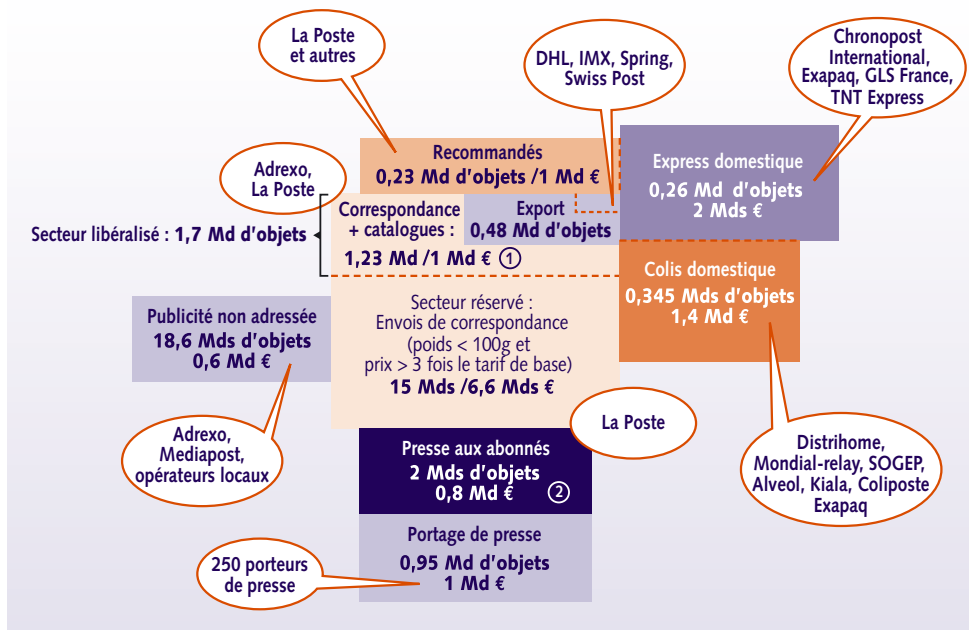 La Poste
et autres
DHL, IMX, Spring,
Swiss Post
Chronopost
International,
Exapaq, GLS France,
TNT Express
Recommandés
0,23 Md d'objets /1 Md €
Express domestique
0,26 Md d'objets
2 Mds €
Adrexo,
La Poste
Secteur libéralisé : 1,7 Md d'objets
Correspondance
+ catalogues :
1,23 Md /1 Md € ①
Export
0,48 Md d'objets
Colis domestique
0,345 Mds d'objets
1,4 Md €
Publicité non adressée
18,6 Mds d'objets
0,6 Md €
Secteur réservé :
Envois de correspondance
(poids < 100g et
prix > 3 fois le tarif de base)
15 Mds /6,6 Mds €
La Poste
Adrexo,
Mediapost,
opérateurs locaux
Presse aux abonnés
2 Mds d'objets
0,8 Md € ②
Distrihome,
Mondial-relay, SOGEP,
Alveol, Kiala, Coliposte
Exapaq
Portage de presse
0,95 Md d'objets
1 Md €
250 porteurs
de presse